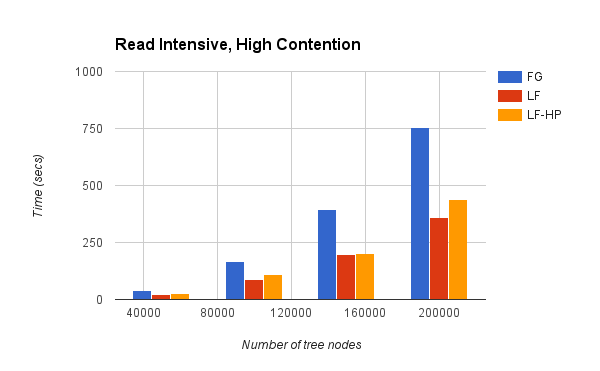 Read Intensive, High Contention
1000
750
500
250
0
Time (secs)
40000
80000
120000
160000
200000
Number of tree nodes
FG
LF
LF-HP